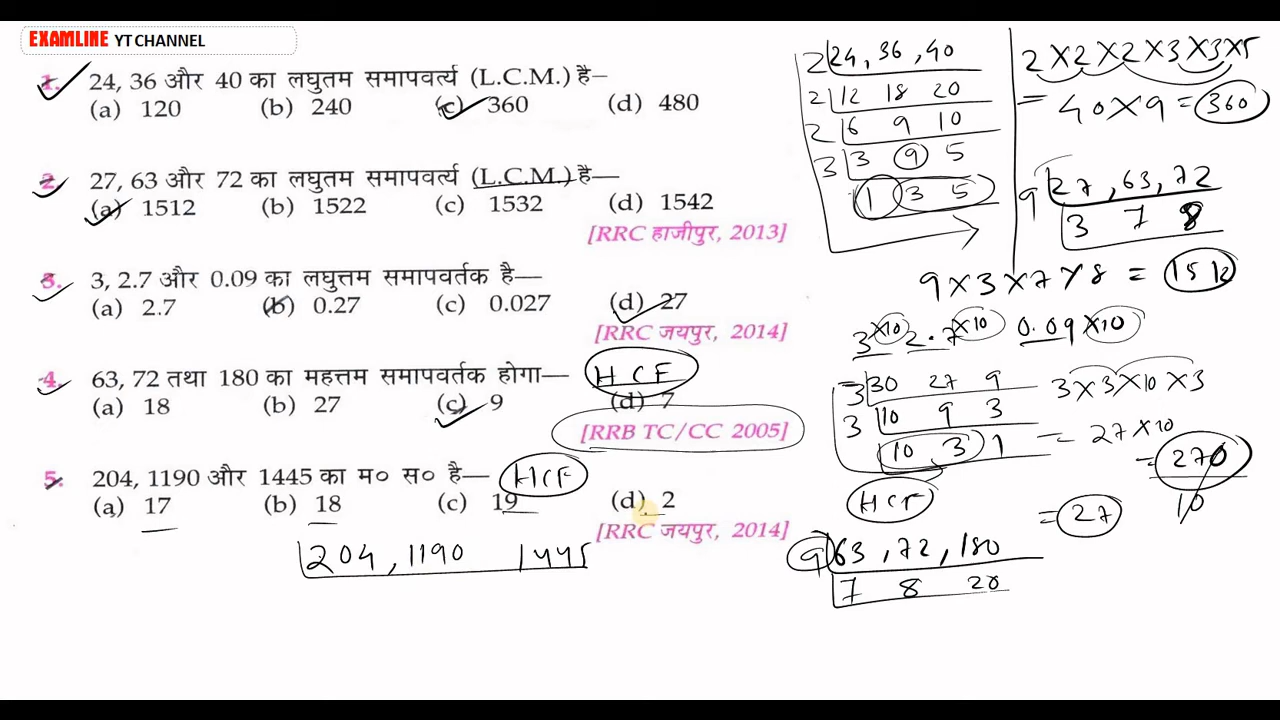 EXAMLINE YT CHANNEL
1. 24, 36 और 40 का लघुतम समापवर्त्य (L.C.M.) है–
(a) 120 (b) 240 (c) 360 (d) 480
2. 27, 63 और 72 का लघुतम समापवर्त्य (L.C.M.) है—
(a) 1512 (b) 1522 (c) 1532 (d) 1542
[RRC हाजीपुर, 2013]
3. 3, 2.7 और 0.09 का लघुत्तम समापवर्तक है—
(a) 2.7 (b) 0.27 (c) 0.027 (d) 27
[RRC जयपुर, 2014]
4. 63, 72 तथा 180 का महत्तम समापवर्तक होगा— HCF
(a) 18 (b) 27 (c) 9 (d) 7
[RRB TC/CC 2005]
5. 204, 1190 और 1445 का म० स० है— HCF
(a) 17 (b) 18 (c) 19 (d) 2
[RRC जयपुर, 2014]
204, 1190 1445
2 24, 36, 40
2 12 18 20
2 6 9 10
3 3 9 5
1 3 5
2×2×2×3×3×5
= 40×9 = 360
9 27, 63, 72
3 7 8
9×3×7×8 = 1512
3×10 2.7×10 0.09×10
3 30 27 9
3 10 9 3
10 3 1
3×3×10×3
= 27×10
= 270
10
= 27
HCF
9 63, 72, 180
7 8 20